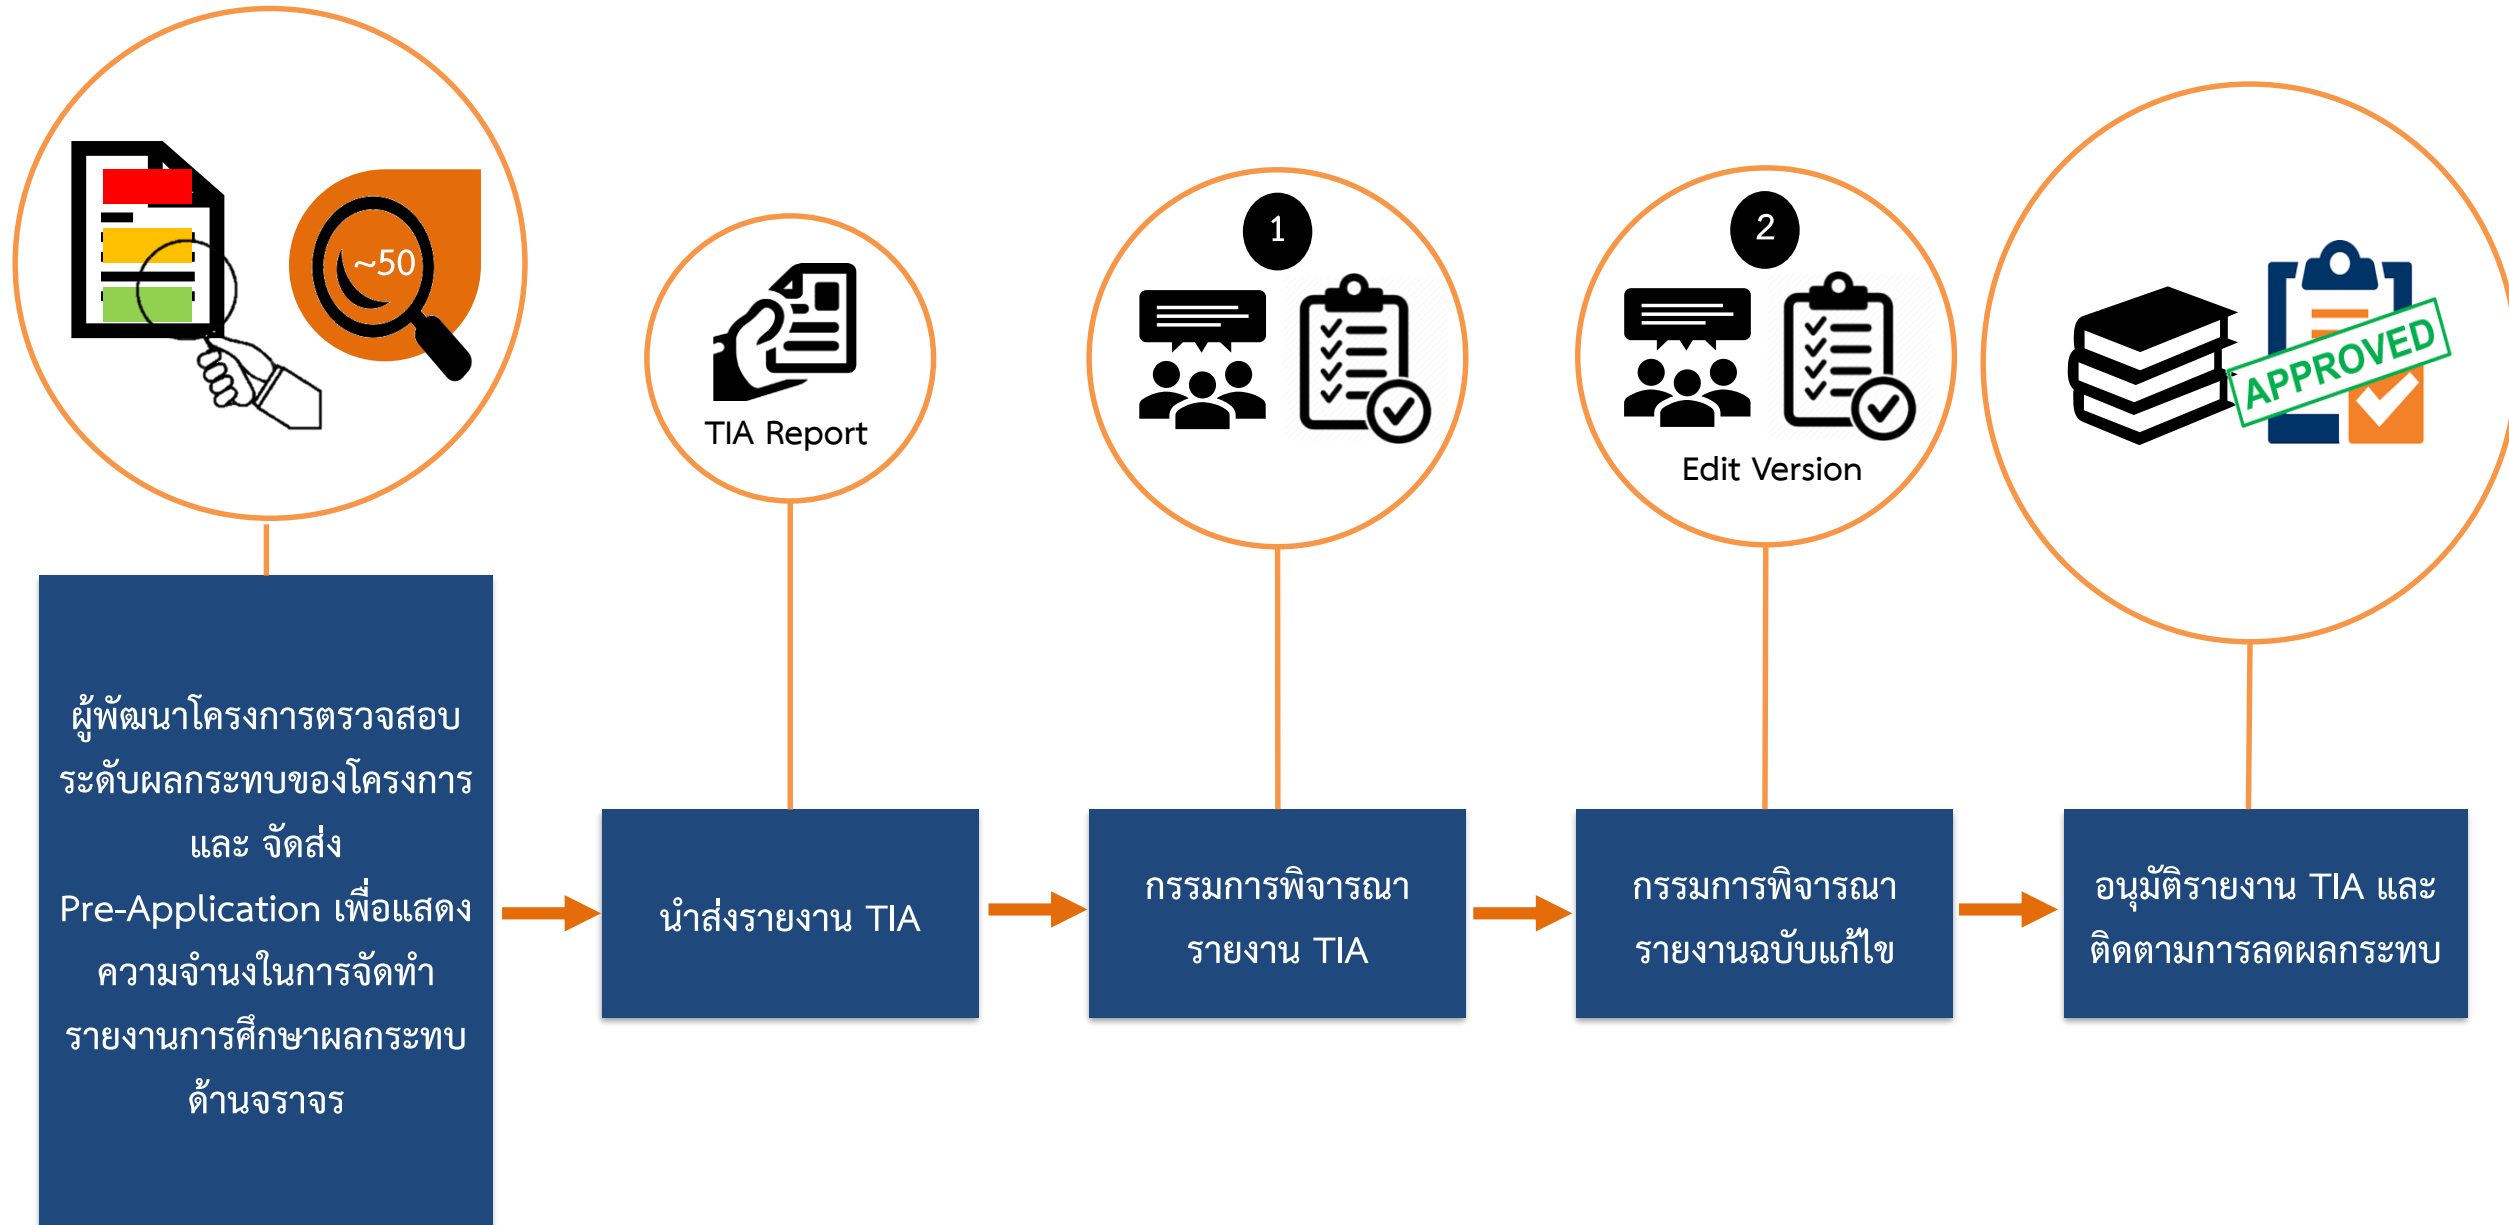 ~50
TIA Report
1
2
Edit Version
APPROVED
ผู้พัฒนาโครงการตรวจสอบ
ระดับผลกระทบของโครงการ
และ จัดส่ง
Pre-Application เพื่อแสดง
ความจำนงในการจัดทำ
รายงานการศึกษาผลกระทบ
ด้านจราจร
นำส่งรายงาน TIA
กรรมการพิจารณา
รายงาน TIA
กรรมการพิจารณา
รายงานฉบับแก้ไข
อนุมัติรายงาน TIA และ
ติดตามการลดผลกระทบ